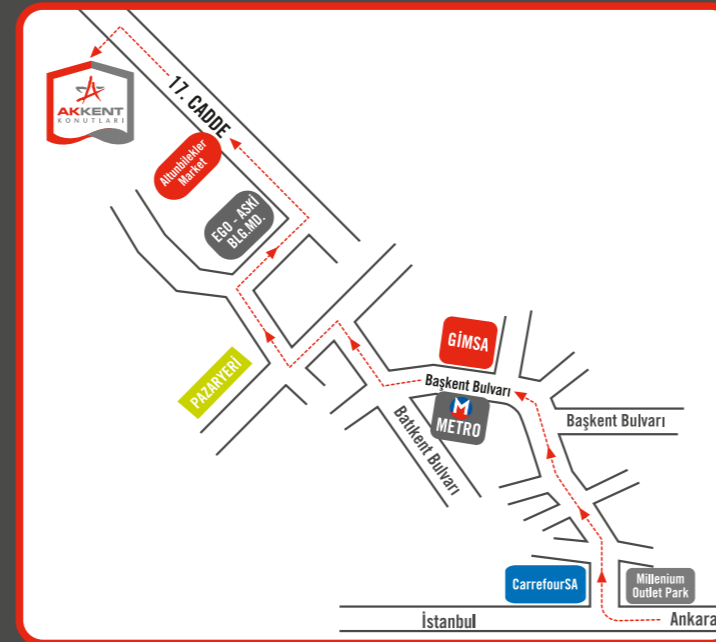 AKKENT
KONUTLARI
17. CADDE
Altunbilekler
Market
EGO - ASKİ
BLG.MD.
PAZARYERİ
GİMSA
Başkent Bulvarı
METRO
Batıkent Bulvarı
Başkent Bulvarı
CarrefourSA
Millenium
Outlet Park
İstanbul
Ankara